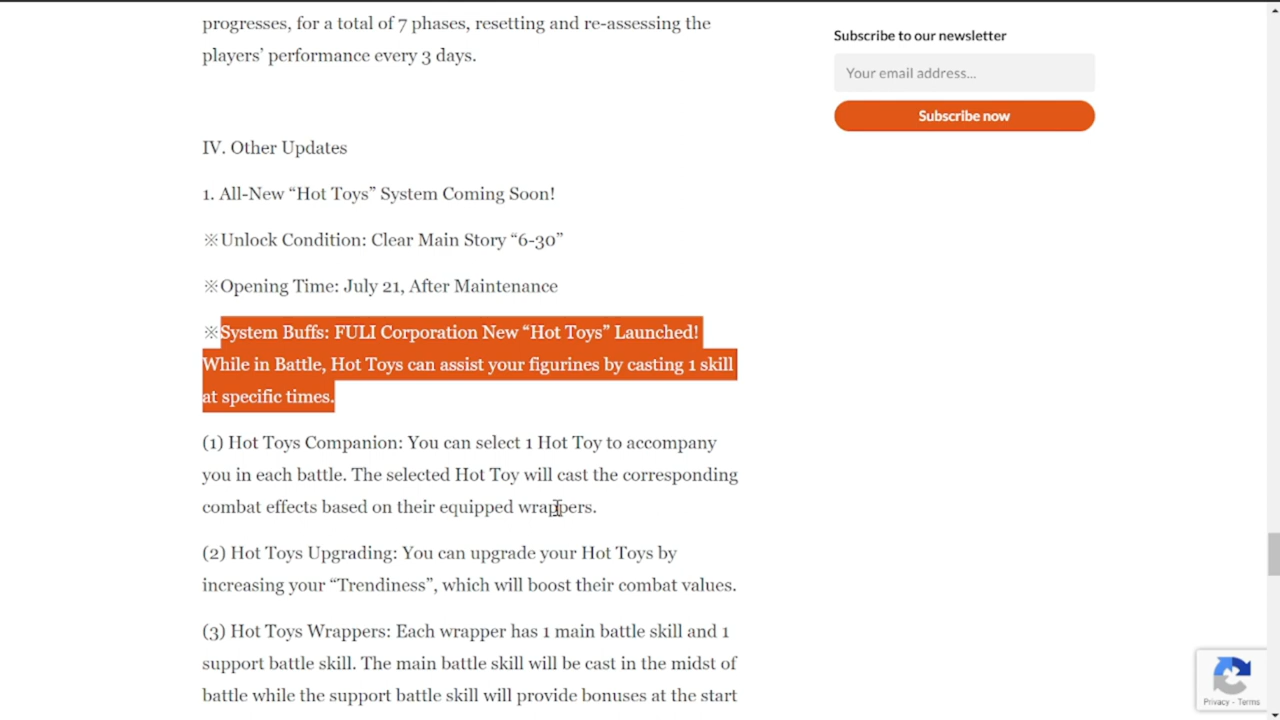 progresses, for a total of 7 phases, resetting and re-assessing the
players’ performance every 3 days.
IV. Other Updates
1. All-New “Hot Toys” System Coming Soon!
※Unlock Condition: Clear Main Story “6-30”
※Opening Time: July 21, After Maintenance
※System Buffs: FULI Corporation New “Hot Toys” Launched!
While in Battle, Hot Toys can assist your figurines by casting 1 skill
at specific times.
(1) Hot Toys Companion: You can select 1 Hot Toy to accompany
you in each battle. The selected Hot Toy will cast the corresponding
combat effects based on their equipped wrappers.
(2) Hot Toys Upgrading: You can upgrade your Hot Toys by
increasing your “Trendiness”, which will boost their combat values.
(3) Hot Toys Wrappers: Each wrapper has 1 main battle skill and 1
support battle skill. The main battle skill will be cast in the midst of
battle while the support battle skill will provide bonuses at the start
Subscribe to our newsletter
Your email address...
Subscribe now
Privacy - Terms